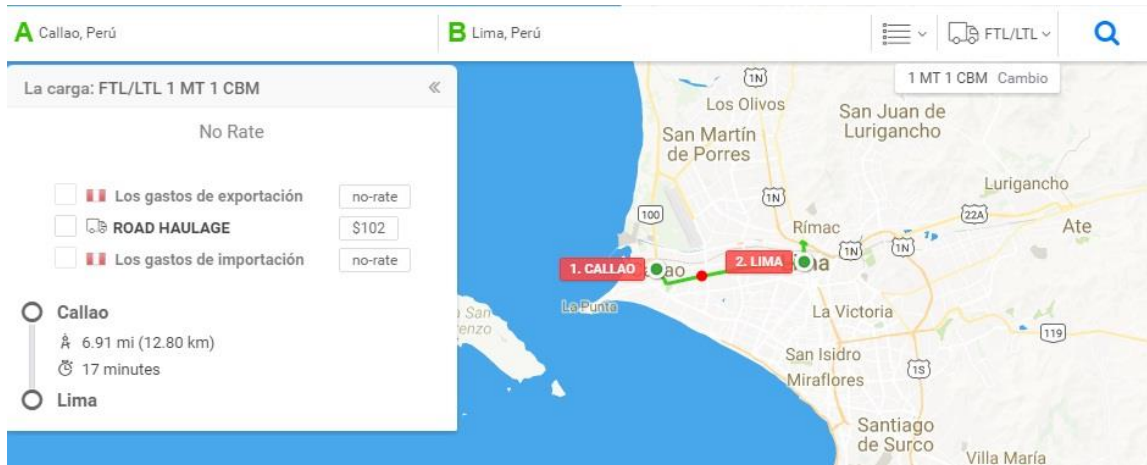 A Callao, Perú
B Lima, Perú
FTL/LTL
La carga: FTL/LTL 1 MT 1 CBM
1 MT 1 CBM Cambio
No Rate
Los gastos de exportación no-rate
ROAD HAULAGE $102
Los gastos de importación no-rate
Callao
6.91 mi (12.80 km)
17 minutes
Lima
1N
Los Olivos
San Juan de
Lurigancho
San Martín
de Porres
Lurigancho
1N
100
22A
Ate
Rímac
1N
1N
1. CALLAO
2. LIMA
La Punta
La Victoria
San
119
San Isidro
1S
Miraflores
Santiago
de Surco
Villa María